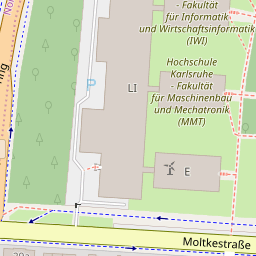 - Fakultät
für Informatik
und Wirtschaftsinformatik
(IWI)
LI
Hochschule
Karlsruhe
- Fakultät
für Maschinenbau
und Mechatronik
(MMT)
E
Moltkestraße